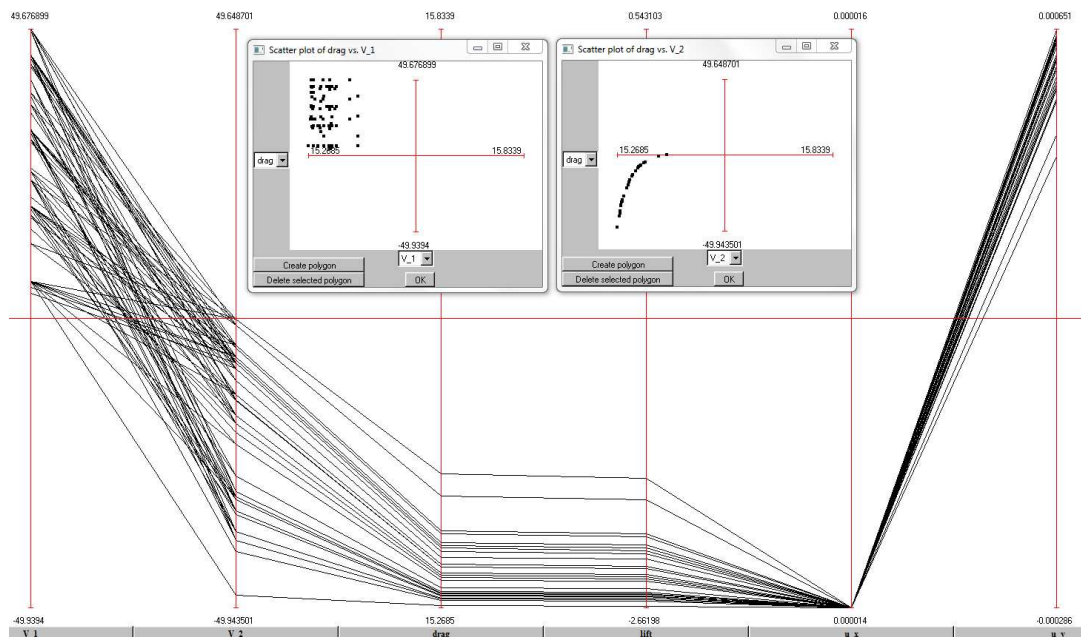 49.676899
49.648701
15.8339
0.543103
0.000016
0.000651
Scatter plot of drag vs. V_1
49.676899
drag
15.2685
15.8339
-49.9394
V_1
Create polygon
Delete selected polygon
OK
Scatter plot of drag vs. V_2
49.648701
drag
15.2685
15.8339
-49.943501
V_2
Create polygon
Delete selected polygon
OK
-49.9394
-49.943501
15.2685
-2.66198
0.000014
-0.000286
V_1
V_2
drag
lift
u_x
u_y